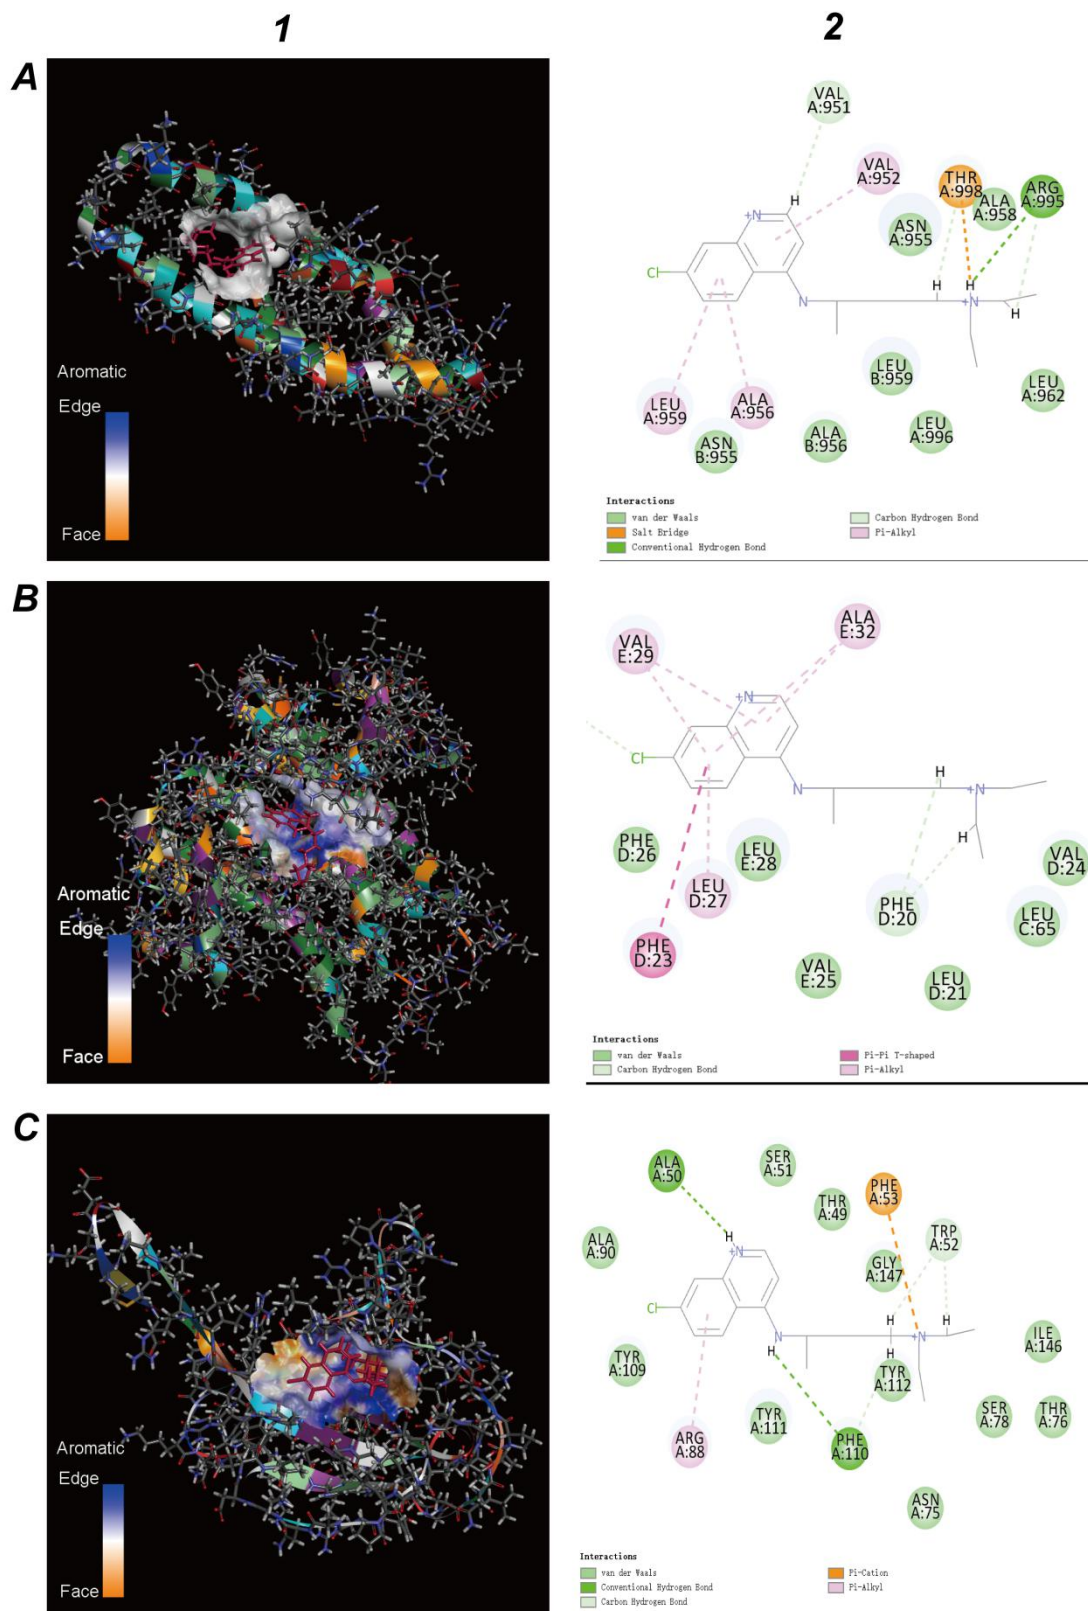 1
2
A
Aromatic
Edge
Face
VAL
A:951
VAL
A:952
THR
A:998
ALA
A:958
ARG
A:995
ASN
A:955
+N
H
Cl
N
H
H
+N
H
LEU
B:959
LEU
A:962
LEU
A:959
ALA
A:956
ASN
B:955
ALA
B:956
LEU
A:996
Interactions
van der Waals
Salt Bridge
Conventional Hydrogen Bond
Carbon Hydrogen Bond
Pi-Alkyl
B
Aromatic
Edge
Face
VAL
E:29
ALA
E:32
+N
Cl
N
H
+N
H
PHE
D:26
LEU
E:28
VAL
D:24
LEU
D:27
PHE
D:20
LEU
C:65
PHE
D:23
VAL
E:25
LEU
D:21
Interactions
van der Waals
Carbon Hydrogen Bond
Pi-Pi T-shaped
Pi-Alkyl
C
Aromatic
Edge
Face
ALA
A:50
SER
A:51
THR
A:49
PHE
A:53
TRP
A:52
ALA
A:90
GLY
A:147
H
+N
Cl
N
H
H
H
H
+N
ILE
A:146
TYR
A:109
TYR
A:112
ARG
A:88
TYR
A:111
PHE
A:110
SER
A:78
THR
A:76
ASN
A:75
Interactions
van der Waals
Conventional Hydrogen Bond
Carbon Hydrogen Bond
Pi-Cation
Pi-Alkyl